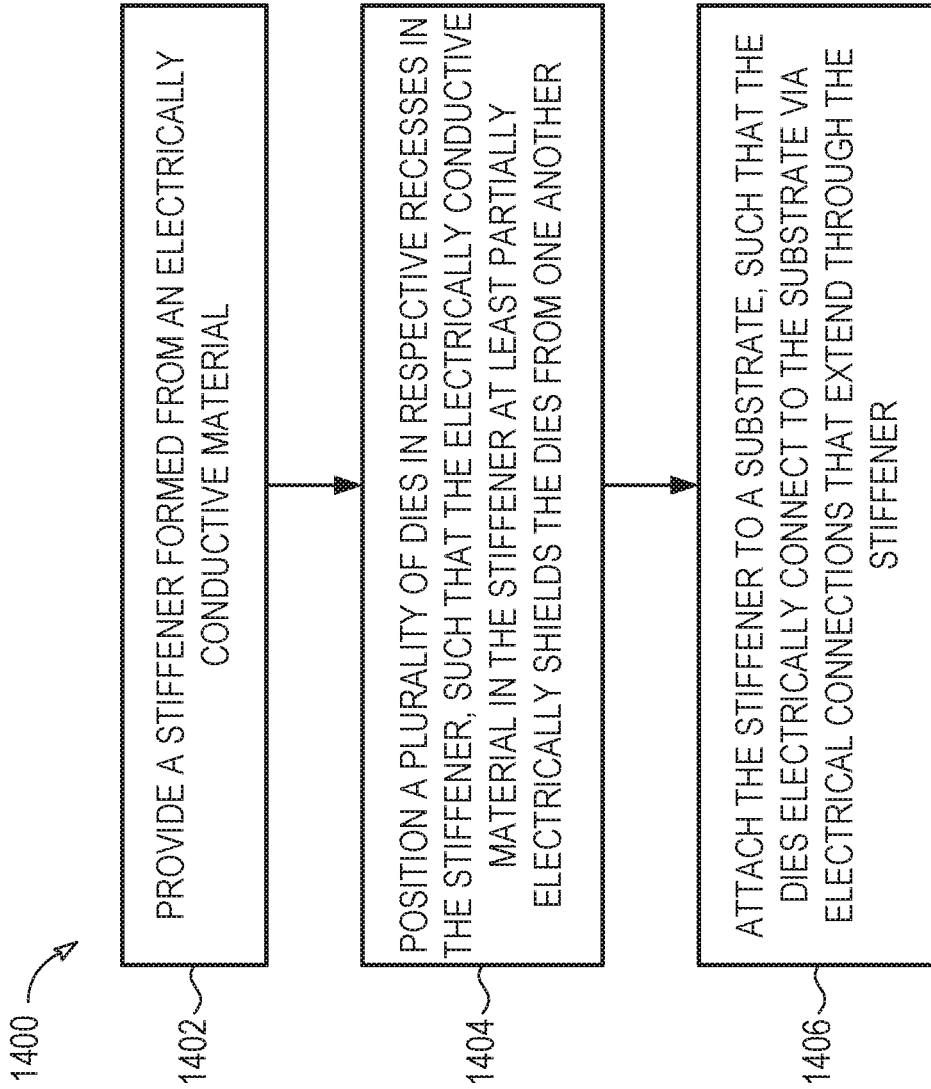 1400
1402
PROVIDE A STIFFENER FORMED FROM AN ELECTRICALLY
CONDUCTIVE MATERIAL
1404
POSITION A PLURALITY OF DIES IN RESPECTIVE RECESSES IN
THE STIFFENER, SUCH THAT THE ELECTRICALLY CONDUCTIVE
MATERIAL IN THE STIFFENER AT LEAST PARTIALLY
ELECTRICALLY SHIELDS THE DIES FROM ONE ANOTHER
1406
ATTACH THE STIFFENER TO A SUBSTRATE, SUCH THAT THE
DIES ELECTRICALLY CONNECT TO THE SUBSTRATE VIA
ELECTRICAL CONNECTIONS THAT EXTEND THROUGH THE
STIFFENER